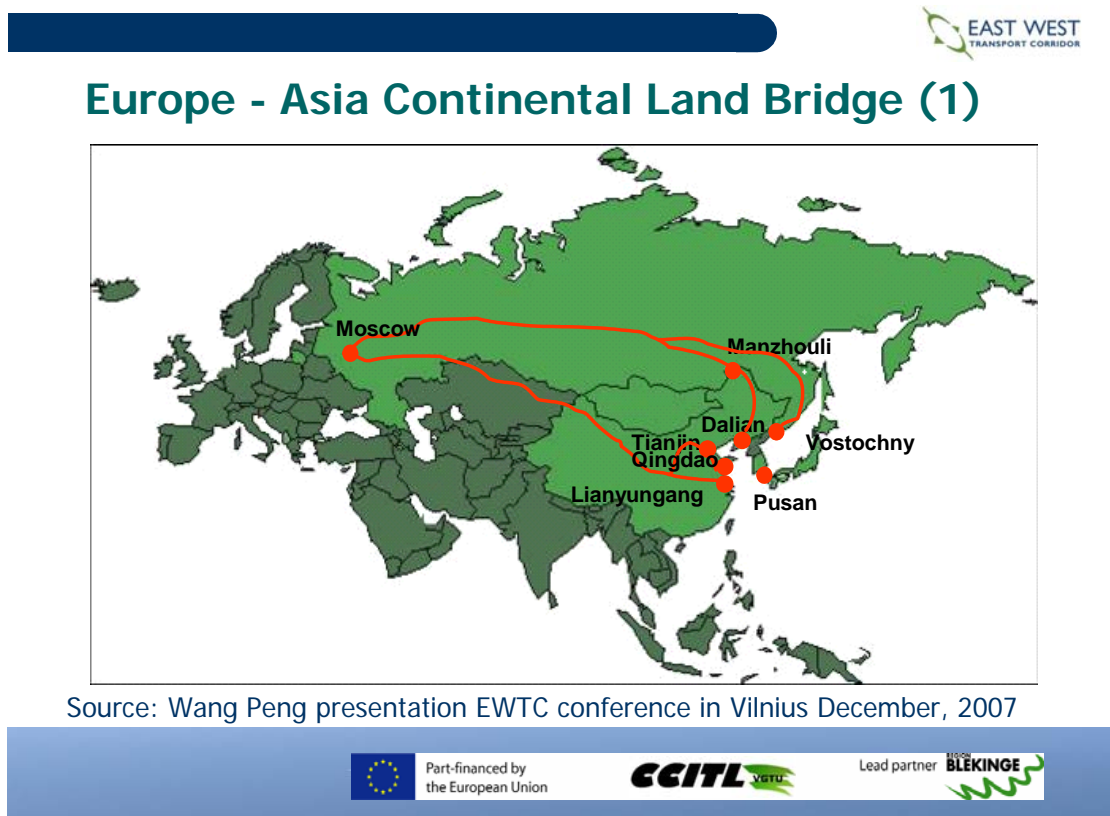 EAST WEST
TRANSPORT CORRIDOR
Europe - Asia Continental Land Bridge (1)
Moscow
Manzhouli
Dalian
Tianjin
Vostochny
Qingdao
Lianyungang
Pusan
Source: Wang Peng presentation EWTC conference in Vilnius December, 2007
Part-financed by
the European Union
CCITL VGTU
Lead partner
REGION
BLEKINGE